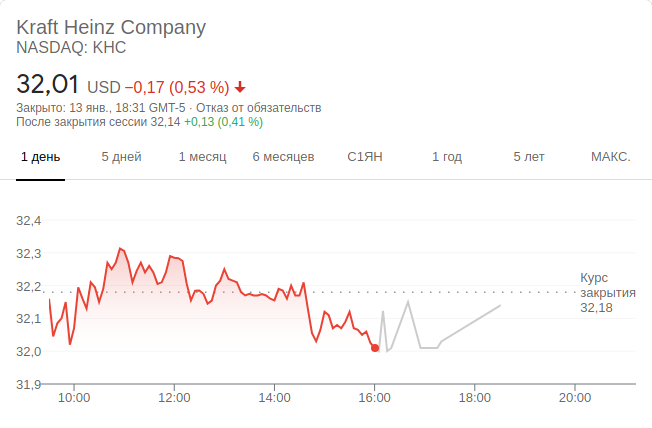 Kraft Heinz Company
NASDAQ: KHC
32,01 USD −0,17 (0,53 %)
Закрыто: 13 янв., 18:31 GMT-5 · Отказ от обязательств
После закрытия сессии 32,14 +0,13 (0,41 %)
1 день 5 дней 1 месяц 6 месяцев С1ЯН 1 год 5 лет МАКС.
32,4
32,3
32,2
32,1
32,0
31,9
Курс
закрытия
32,18
10:00 12:00 14:00 16:00 18:00 20:00